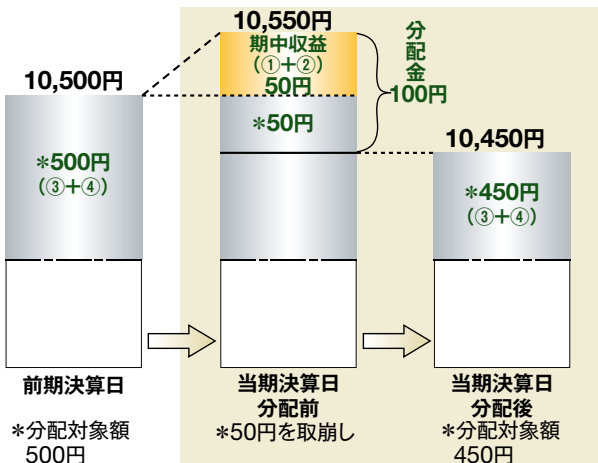 10,500円
*500円
(③+④)
前期決算日
*分配対象額
500円
10,550円
期中収益
(①+②)
50円
*50円
分配金
100円
当期決算日
分配前
*50円を取崩し
10,450円
*450円
(③+④)
当期決算日
分配後
*分配対象額
450円